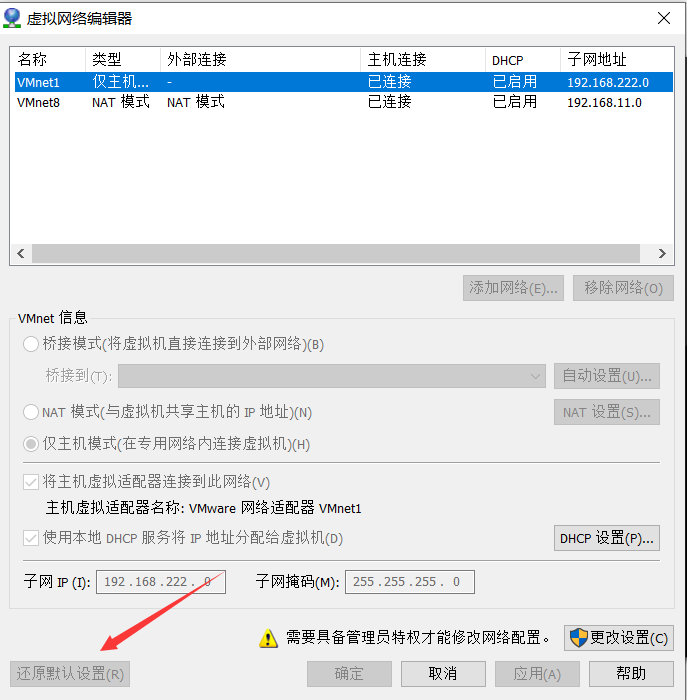 虚拟网络编辑器
名称 类型 外部连接 主机连接 DHCP 子网地址
VMnet1 仅主机... - 已连接 已启用 192.168.222.0
VMnet8 NAT 模式 NAT 模式 已连接 已启用 192.168.11.0
添加网络(E)... 移除网络(O)
VMnet 信息
桥接模式(将虚拟机直接连接到外部网络)(B)
桥接到(T): 自动设置(U)...
NAT 模式(与虚拟机共享主机的 IP 地址)(N) NAT 设置(S)...
仅主机模式(在专用网络内连接虚拟机)(H)
将主机虚拟适配器连接到此网络(V)
主机虚拟适配器名称: VMware 网络适配器 VMnet1
使用本地 DHCP 服务将 IP 地址分配给虚拟机(D) DHCP 设置(P)...
子网 IP (I): 192 . 168 . 222 . 0 子网掩码(M): 255 . 255 . 255 . 0
需要具备管理员特权才能修改网络配置。 更改设置(C)
还原默认设置(R) 确定 取消 应用(A) 帮助